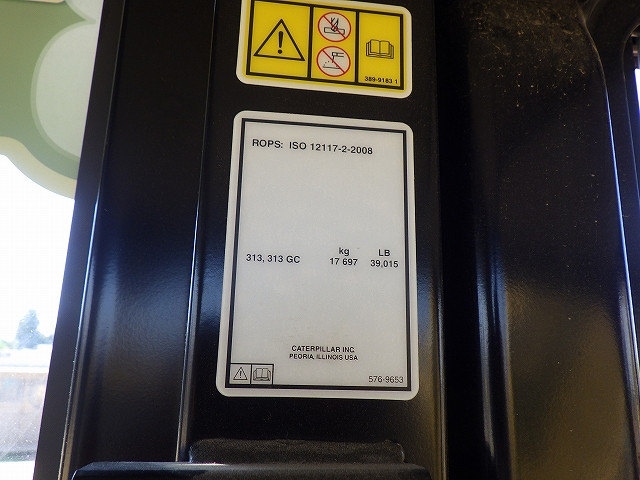 389-9183 1
ROPS: ISO 12117-2-2008
kg LB
313, 313 GC 17 697 39,015
CATERPILLAR INC.
PEORIA, ILLINOIS USA
576-9653